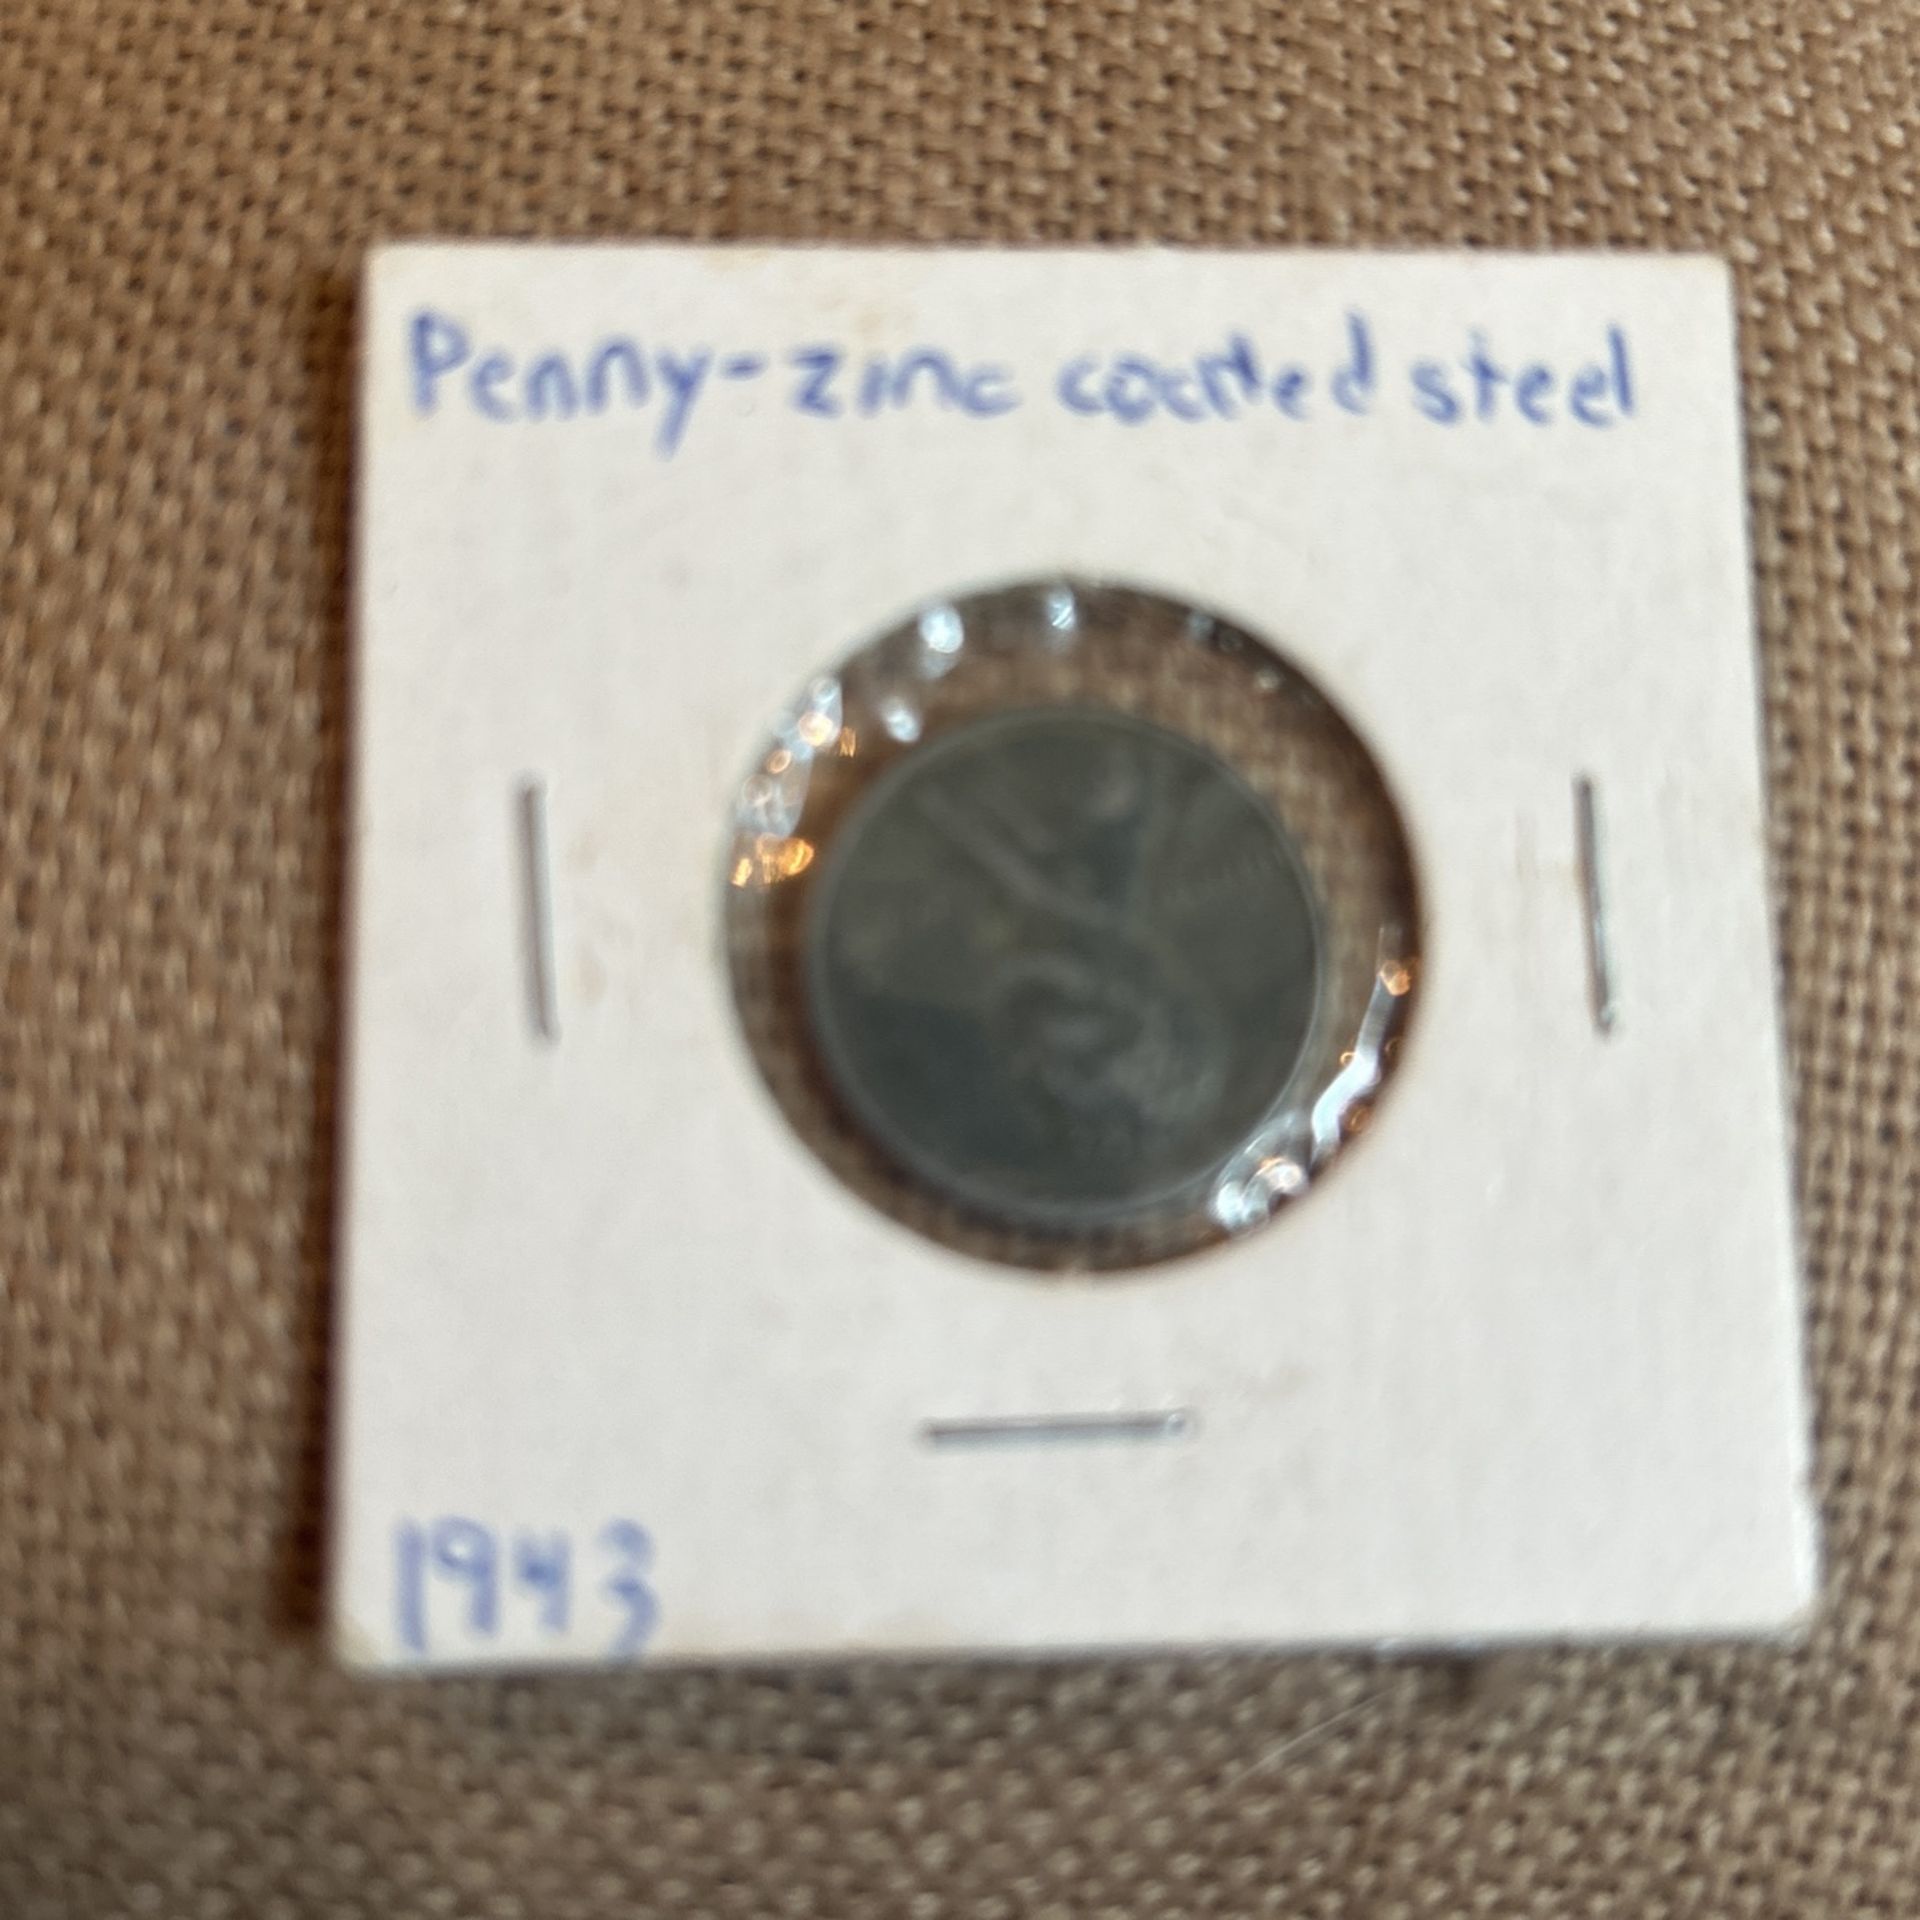 Penny-zinc coated steel
1943